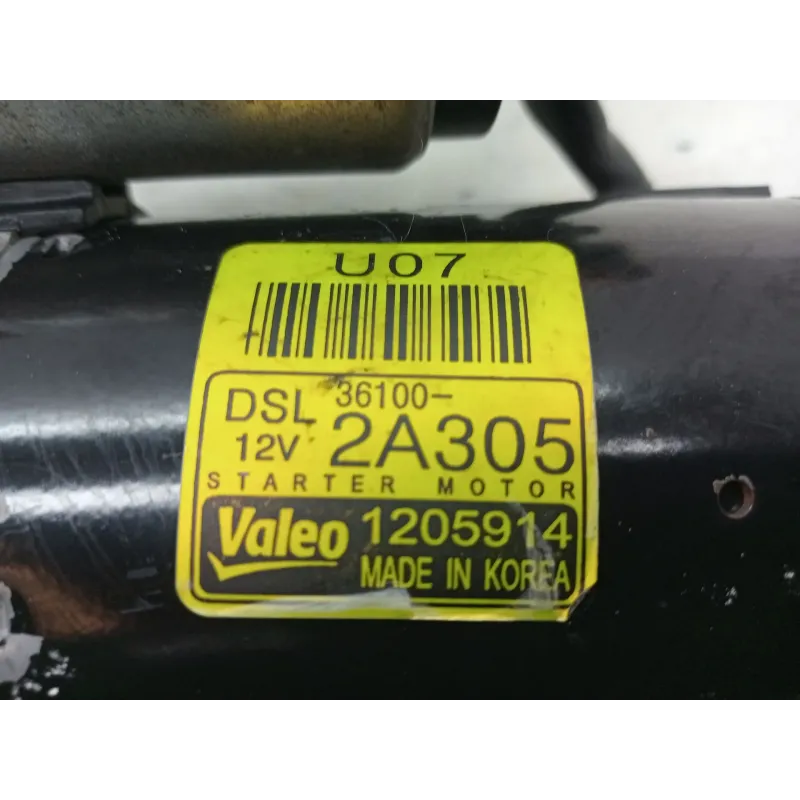 U07
DSL 36100-
12V 2A305
STARTER MOTOR
Valeo 1205914
MADE IN KOREA